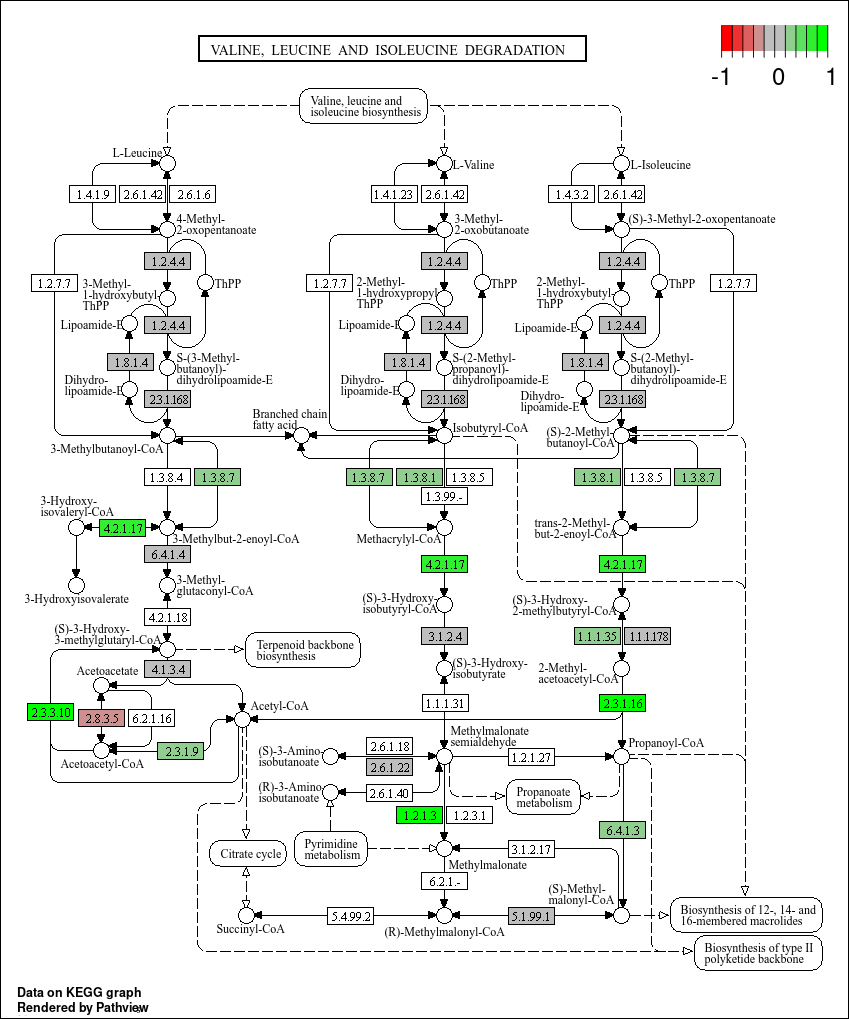 VALINE, LEUCINE AND ISOLEUCINE DEGRADATION
-1 0 1
Valine, leucine and
isoleucine biosynthesis
L-Leucine
L-Valine
L-Isoleucine
1.4.1.9 2.6.1.42 2.6.1.6
1.4.1.23 2.6.1.42
1.4.3.2 2.6.1.42
4-Methyl-
2-oxopentanoate
3-Methyl-
2-oxobutanoate
(S)-3-Methyl-2-oxopentanoate
1.2.4.4
1.2.4.4
1.2.4.4
1.2.7.7
3-Methyl-
1-hydroxybutyl-
ThPP
ThPP
1.2.7.7
2-Methyl-
1-hydroxypropyl-
ThPP
ThPP
2-Methyl-
1-hydroxybutyl-
ThPP
ThPP
1.2.7.7
Lipoamide-E
1.2.4.4
Lipoamide-E
1.2.4.4
Lipoamide-E
1.2.4.4
1.8.1.4
S-(3-Methyl-
butanoyl)-
dihydrolipoamide-E
1.8.1.4
S-(2-Methyl-
propanoyl)-
dihydrolipoamide-E
1.8.1.4
S-(2-Methyl-
butanoyl)-
dihydrolipoamide-E
Dihydro-
lipoamide-E
Dihydro-
lipoamide-E
Dihydro-
lipoamide-E
2.3.1.168
2.3.1.168
2.3.1.168
Branched chain
fatty acid
3-Methylbutanoyl-CoA
Isobutyryl-CoA
(S)-2-Methyl-
butanoyl-CoA
1.3.8.4 1.3.8.7
1.3.8.7 1.3.8.1 1.3.8.5
1.3.99.-
1.3.8.1 1.3.8.5 1.3.8.7
3-Hydroxy-
isovaleryl-CoA
4.2.1.17
3-Methylbut-2-enoyl-CoA
Methacrylyl-CoA
trans-2-Methyl-
but-2-enoyl-CoA
6.4.1.4
4.2.1.17
4.2.1.17
3-Hydroxyisovalerate
3-Methyl-
glutaconyl-CoA
(S)-3-Hydroxy-
isobutyryl-CoA
(S)-3-Hydroxy-
2-methylbutyryl-CoA
4.2.1.18
(S)-3-Hydroxy-
3-methylglutaryl-CoA
Terpenoid backbone
biosynthesis
3.1.2.4
1.1.1.35 1.1.1.178
4.1.3.4
Acetoacetate
(S)-3-Hydroxy-
isobutyrate
2-Methyl-
acetoacetyl-CoA
2.3.3.10 2.8.3.5 6.2.1.16
Acetyl-CoA
1.1.1.31
2.3.1.16
2.3.1.9
Acetoacetyl-CoA
Methylmalonate
semialdehyde
Propanoyl-CoA
(S)-3-Amino-
isobutanoate
2.6.1.18
2.6.1.22
1.2.1.27
(R)-3-Amino-
isobutanoate
2.6.1.40
Propanoate
metabolism
1.2.1.3 1.2.3.1
6.4.1.3
Citrate cycle
Pyrimidine
metabolism
3.1.2.17
Methylmalonate
6.2.1.-
(S)-Methyl-
malonyl-CoA
Succinyl-CoA
5.4.99.2
(R)-Methylmalonyl-CoA
5.1.99.1
Biosynthesis of 12-, 14- and
16-membered macrolides
Biosynthesis of type II
polyketide backbone
Data on KEGG graph
Rendered by Pathview